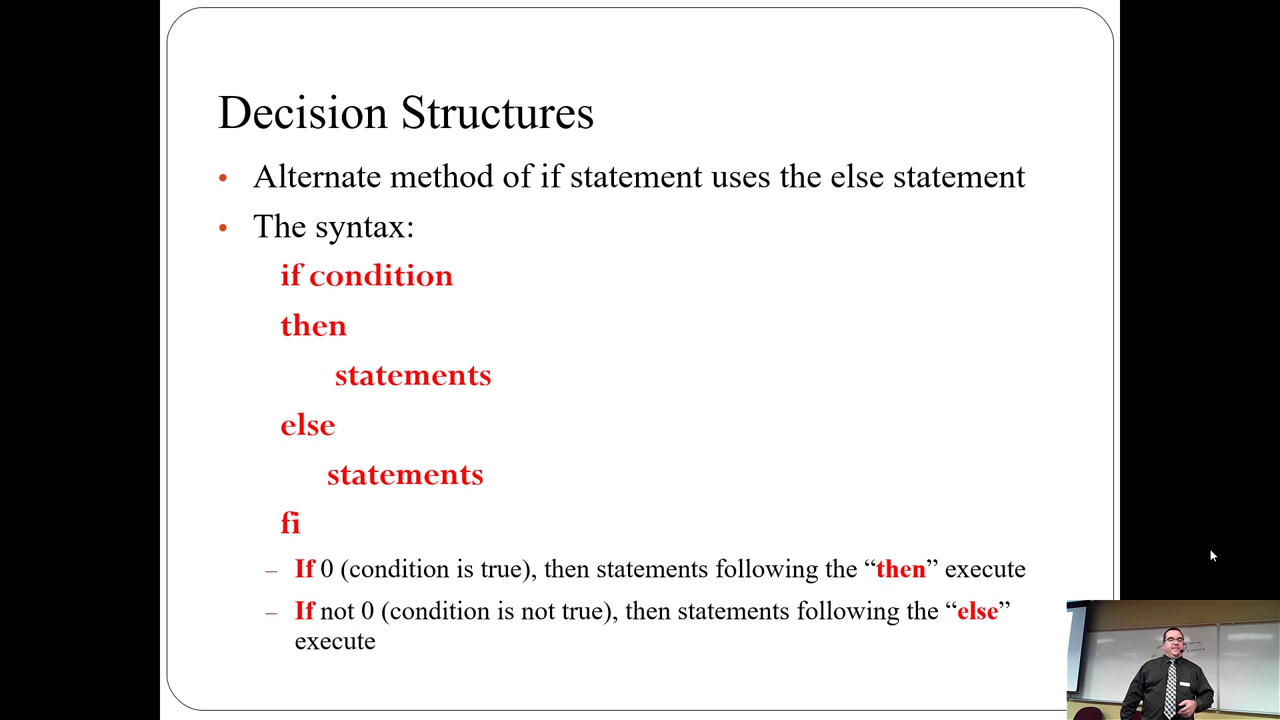 Decision Structures
• Alternate method of if statement uses the else statement
• The syntax:
if condition
then
statements
else
statements
fi
– If 0 (condition is true), then statements following the “then” execute
– If not 0 (condition is not true), then statements following the “else”
execute